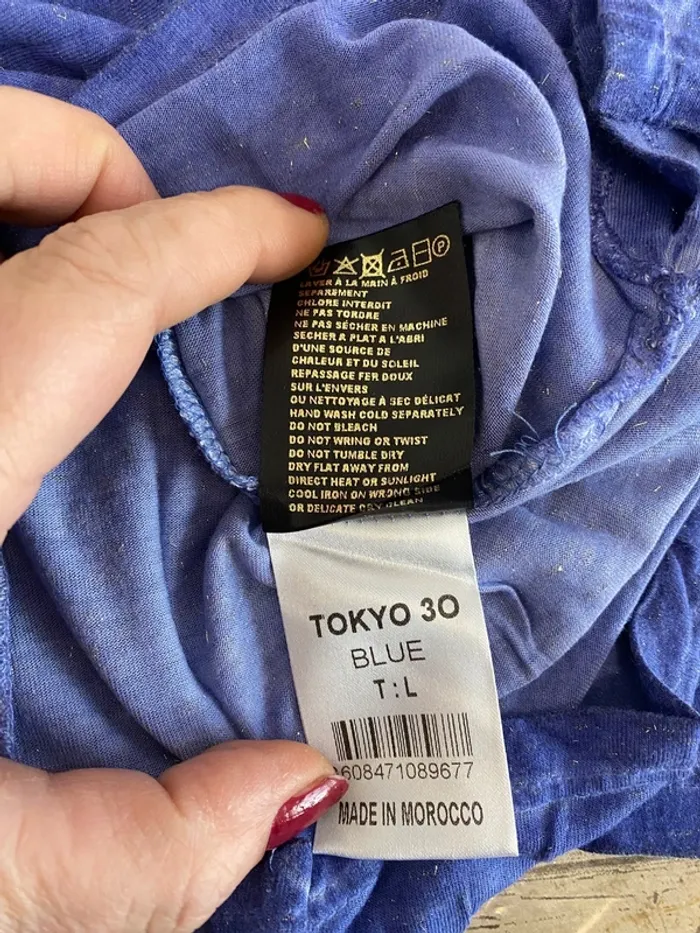 LAVER À LA MAIN À FROID
SÉPARÉMENT
CHLORE INTERDIT
NE PAS TORDRE
NE PAS SÉCHER EN MACHINE
SÉCHER A PLAT A L'ABRI
D'UNE SOURCE DE
CHALEUR ET DU SOLEIL
REPASSAGE FER DOUX
SUR L'ENVERS
OU NETTOYAGE À SEC DÉLICAT
HAND WASH COLD SEPARATELY
DO NOT BLEACH
DO NOT WRING OR TWIST
DO NOT TUMBLE DRY
DRY FLAT AWAY FROM
DIRECT HEAT OR SUNLIGHT
COOL IRON ON WRONG SIDE
OR DELICATE DRY CLEAN
TOKYO 30
BLUE
T : L
608471089677
MADE IN MOROCCO